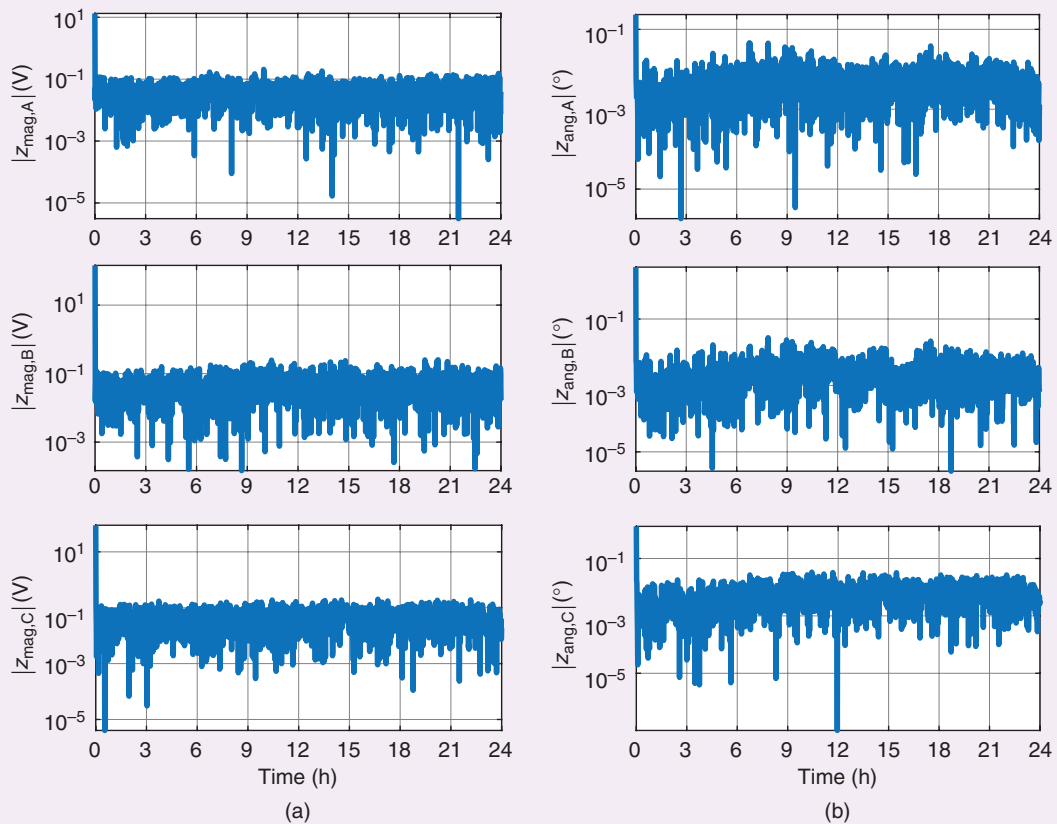 |z_mag,A| (V)
10^1
10^–1
10^–3
10^–5
0 3 6 9 12 15 18 21 24
|z_ang,A| (°)
10^–1
10^–3
10^–5
0 3 6 9 12 15 18 21 24
|z_mag,B| (V)
10^1
10^–1
10^–3
0 3 6 9 12 15 18 21 24
|z_ang,B| (°)
10^–1
10^–3
10^–5
0 3 6 9 12 15 18 21 24
|z_mag,C| (V)
10^1
10^–1
10^–3
10^–5
0 3 6 9 12 15 18 21 24
Time (h)
(a)
|z_ang,C| (°)
10^–1
10^–3
10^–5
0 3 6 9 12 15 18 21 24
Time (h)
(b)